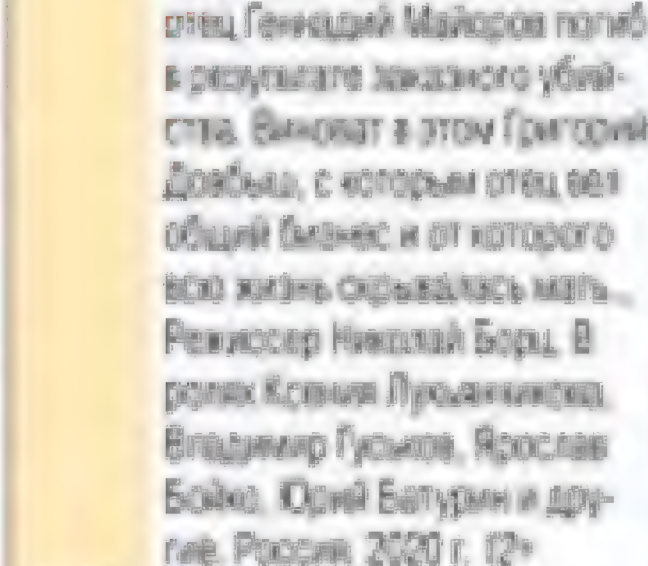 отец Геннадий Майоров погиб
в результате заказного убий-
ства. Виноват в этом Григорий
Довбыш, с которым отец вел
общий бизнес и от которого
всю жизнь скрывалась мать...
Режиссер Николай Борц. В
ролях: Ксения Лукьянчикова,
Владимир Гуськов, Ярослав
Бойко, Юрий Батурин и дру-
гие. Россия. 2020 г. 12+